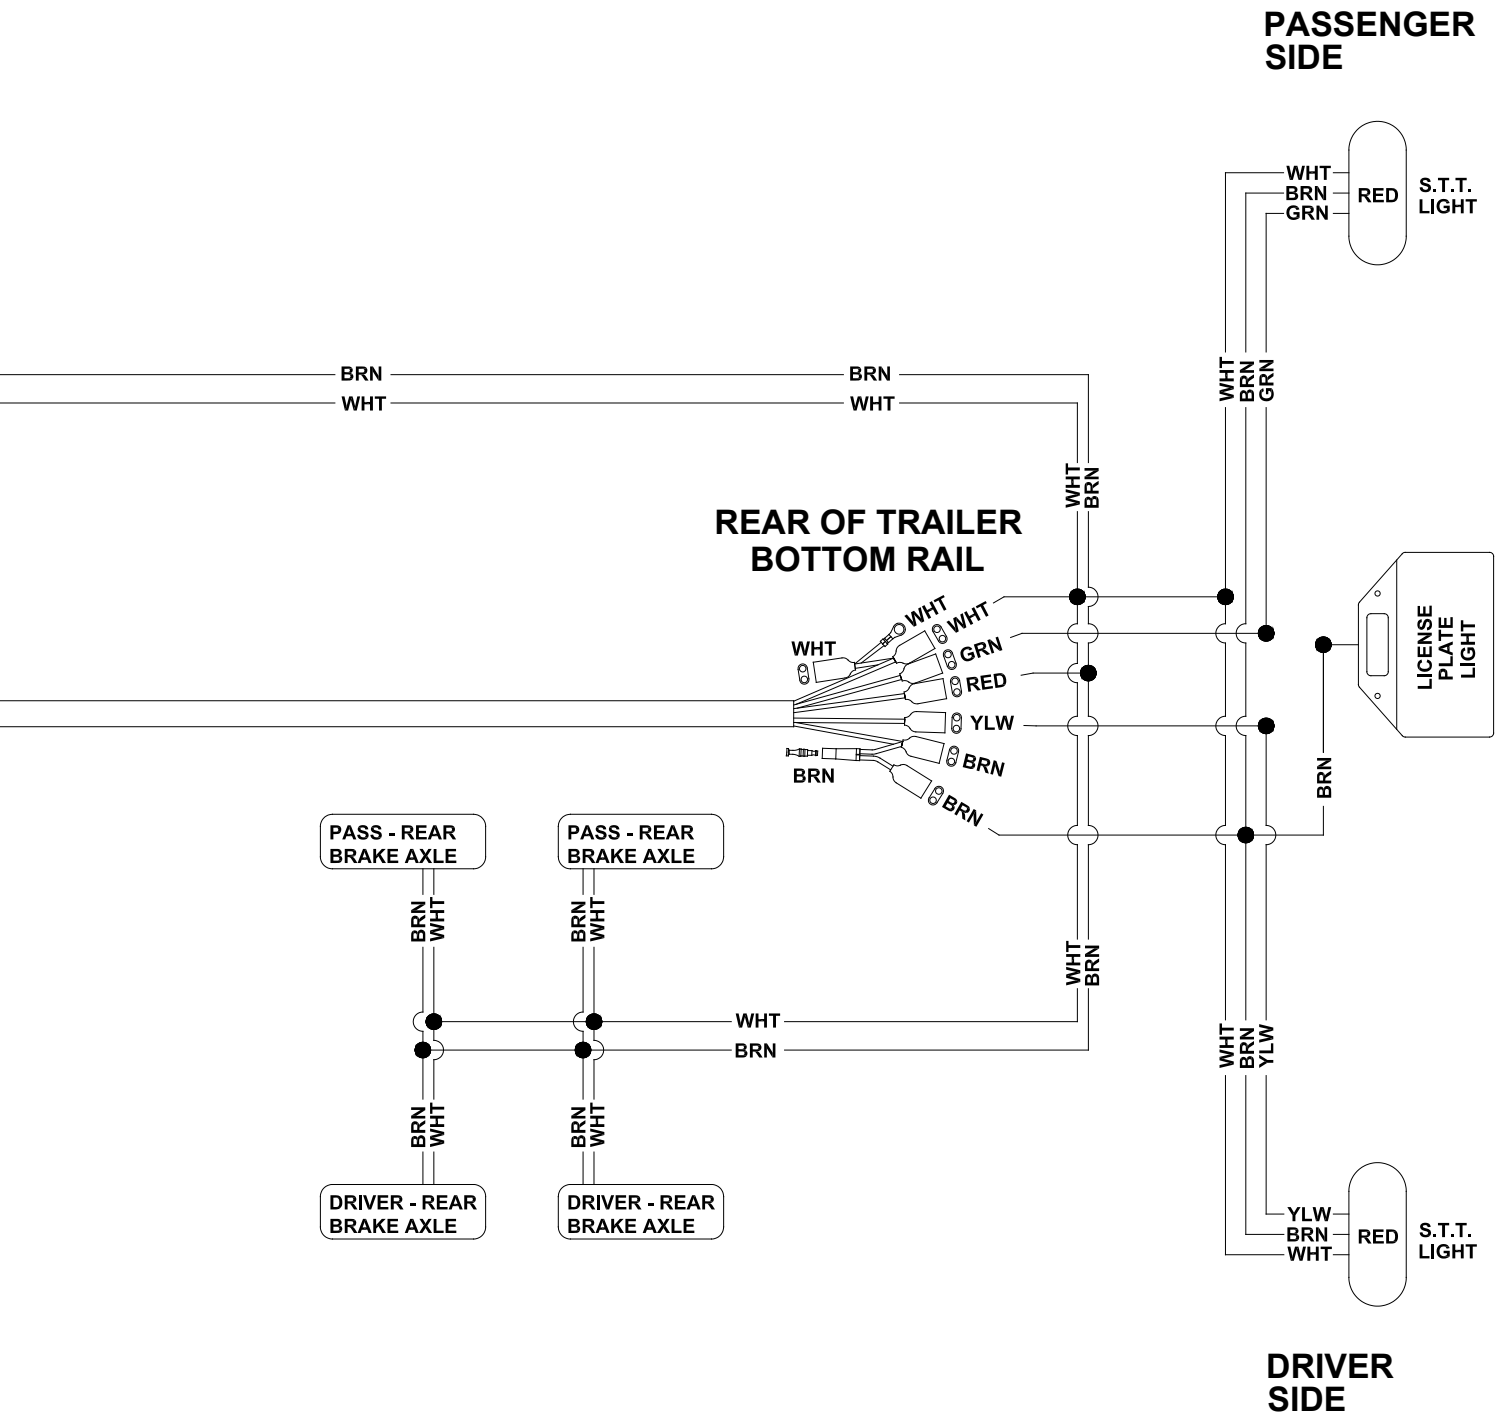 PASSENGER
SIDE
WHT
BRN
GRN
RED
S.T.T.
LIGHT
BRN
BRN
WHT
WHT
WHT
BRN
GRN
WHT
BRN
REAR OF TRAILER
BOTTOM RAIL
WHT
WHT
WHT
GRN
RED
YLW
BRN
BRN
BRN
LICENSE
PLATE
LIGHT
BRN
PASS - REAR
BRAKE AXLE
PASS - REAR
BRAKE AXLE
BRN
WHT
BRN
WHT
WHT
BRN
WHT
BRN
WHT
BRN
YLW
BRN
WHT
BRN
WHT
DRIVER - REAR
BRAKE AXLE
DRIVER - REAR
BRAKE AXLE
YLW
BRN
WHT
RED
S.T.T.
LIGHT
DRIVER
SIDE